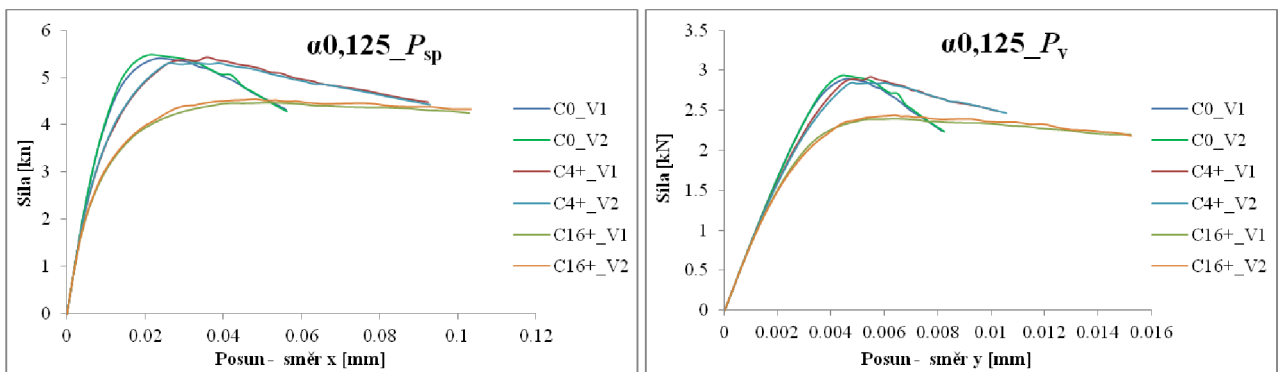 α0,125_Psp
6
5
4
3
2
1
0
Síla [kn]
0
0.02
0.04
0.06
0.08
0.1
0.12
Posun - směr x [mm]
C0_V1
C0_V2
C4+_V1
C4+_V2
C16+_V1
C16+_V2
α0,125_Pv
3.5
3
2.5
2
1.5
1
0.5
0
Síla [kN]
0
0.002
0.004
0.006
0.008
0.01
0.012
0.014
0.016
Posun - směr y [mm]
C0_V1
C0_V2
C4+_V1
C4+_V2
C16+_V1
C16+_V2